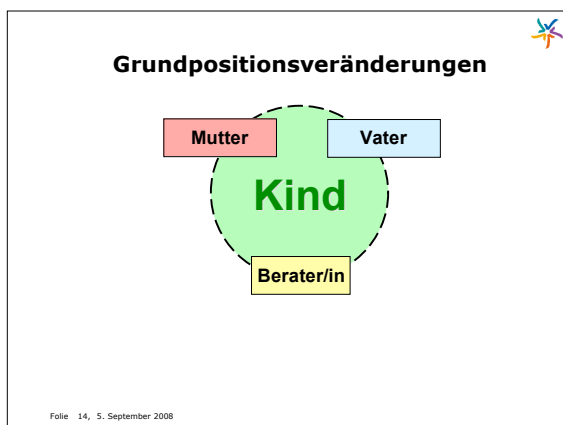 Grundpositionsveränderungen
Mutter
Vater
Kind
Berater/in
Folie 14, 5. September 2008